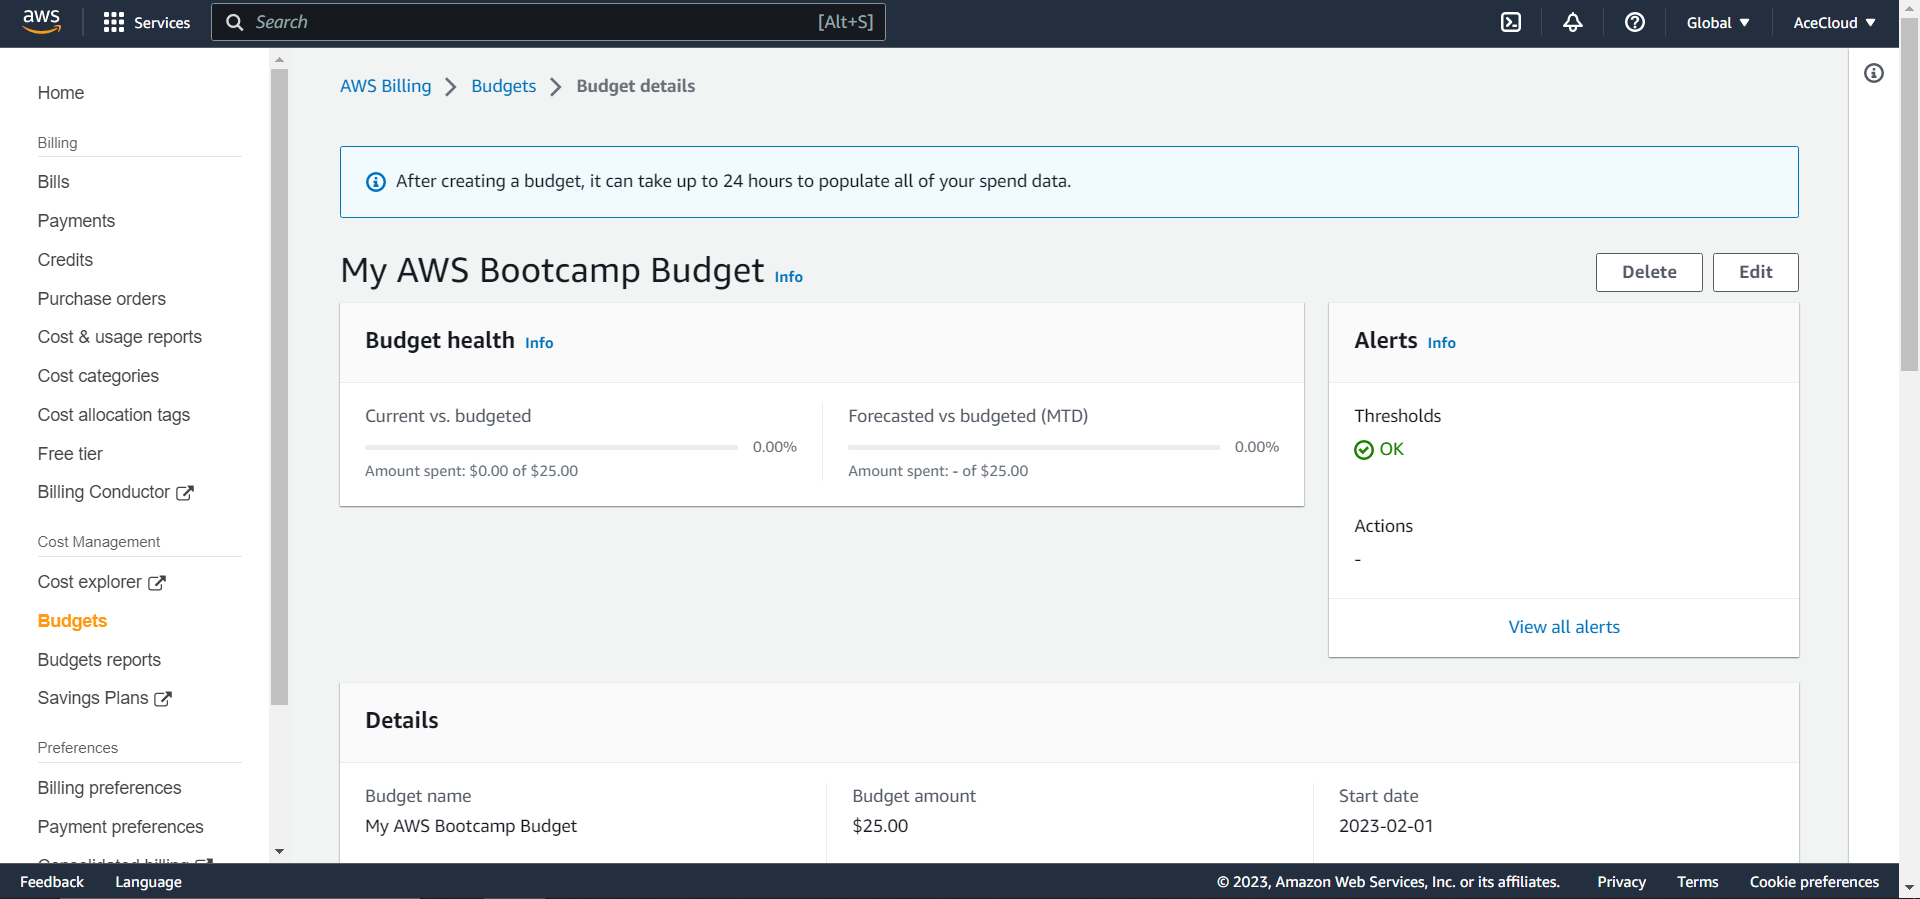 aws
Services
Search [Alt+S]
Global
AceCloud
Home
Billing
Bills
Payments
Credits
Purchase orders
Cost & usage reports
Cost categories
Cost allocation tags
Free tier
Billing Conductor
Cost Management
Cost explorer
Budgets
Budgets reports
Savings Plans
Preferences
Billing preferences
Payment preferences
Consolidated billing
AWS Billing
Budgets
Budget details
After creating a budget, it can take up to 24 hours to populate all of your spend data.
My AWS Bootcamp Budget Info
Delete
Edit
Budget health Info
Current vs. budgeted
0.00%
Amount spent: $0.00 of $25.00
Forecasted vs budgeted (MTD)
0.00%
Amount spent: - of $25.00
Alerts Info
Thresholds
OK
Actions
-
View all alerts
Details
Budget name
My AWS Bootcamp Budget
Budget amount
$25.00
Start date
2023-02-01
Feedback
Language
© 2023, Amazon Web Services, Inc. or its affiliates.
Privacy
Terms
Cookie preferences